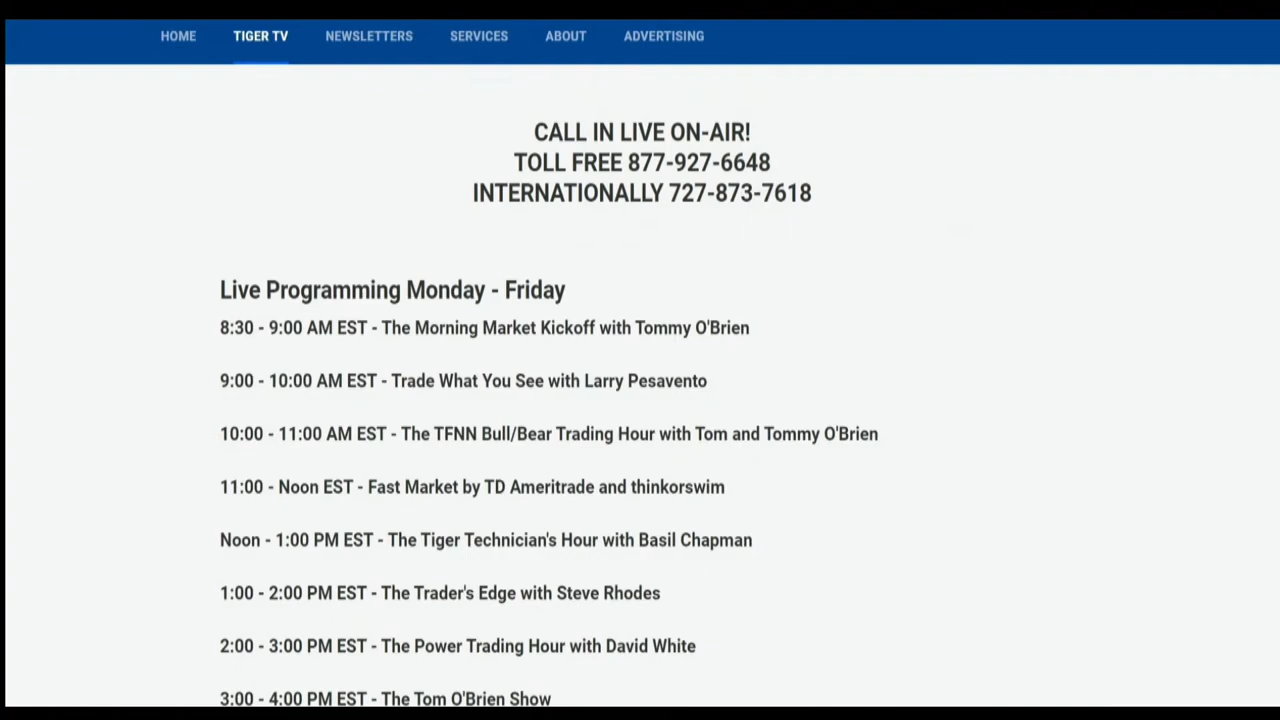 HOME TIGER TV NEWSLETTERS SERVICES ABOUT ADVERTISING
CALL IN LIVE ON-AIR!
TOLL FREE 877-927-6648
INTERNATIONALLY 727-873-7618
Live Programming Monday - Friday
8:30 - 9:00 AM EST - The Morning Market Kickoff with Tommy O'Brien
9:00 - 10:00 AM EST - Trade What You See with Larry Pesavento
10:00 - 11:00 AM EST - The TFNN Bull/Bear Trading Hour with Tom and Tommy O'Brien
11:00 - Noon EST - Fast Market by TD Ameritrade and thinkorswim
Noon - 1:00 PM EST - The Tiger Technician's Hour with Basil Chapman
1:00 - 2:00 PM EST - The Trader's Edge with Steve Rhodes
2:00 - 3:00 PM EST - The Power Trading Hour with David White
3:00 - 4:00 PM EST - The Tom O'Brien Show